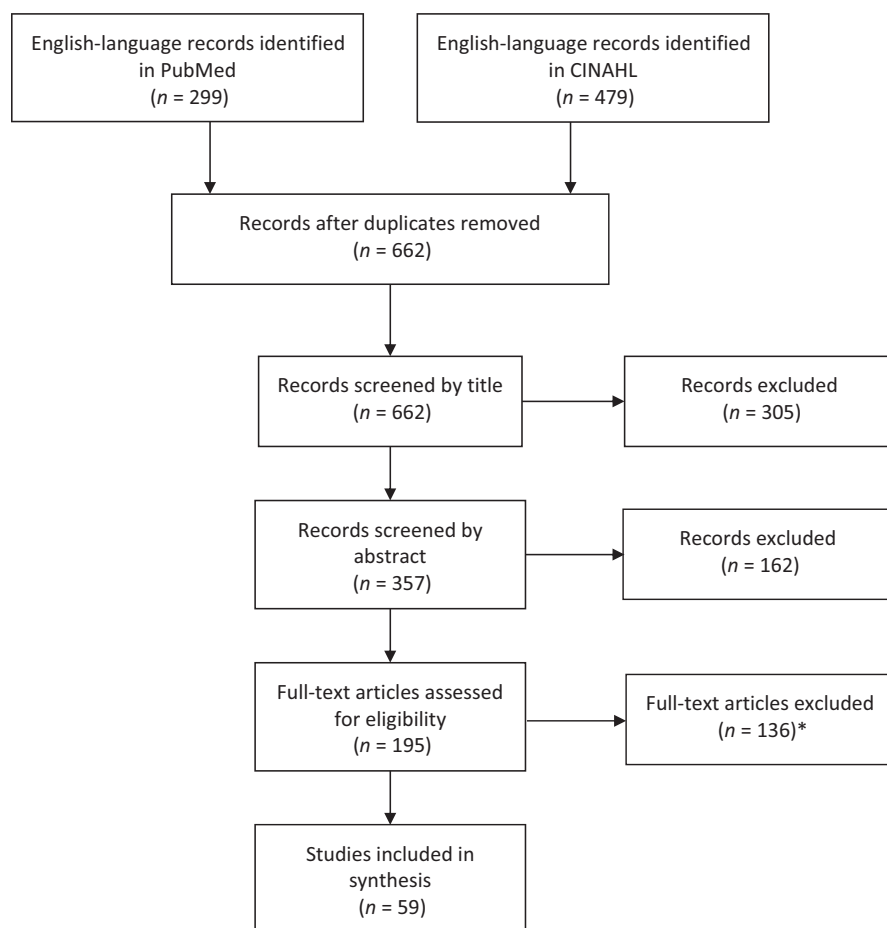 English-language records identified
in PubMed
(n = 299)
English-language records identified
in CINAHL
(n = 479)
Records after duplicates removed
(n = 662)
Records screened by title
(n = 662)
Records excluded
(n = 305)
Records screened by
abstract
(n = 357)
Records excluded
(n = 162)
Full-text articles assessed
for eligibility
(n = 195)
Full-text articles excluded
(n = 136)*
Studies included in
synthesis
(n = 59)